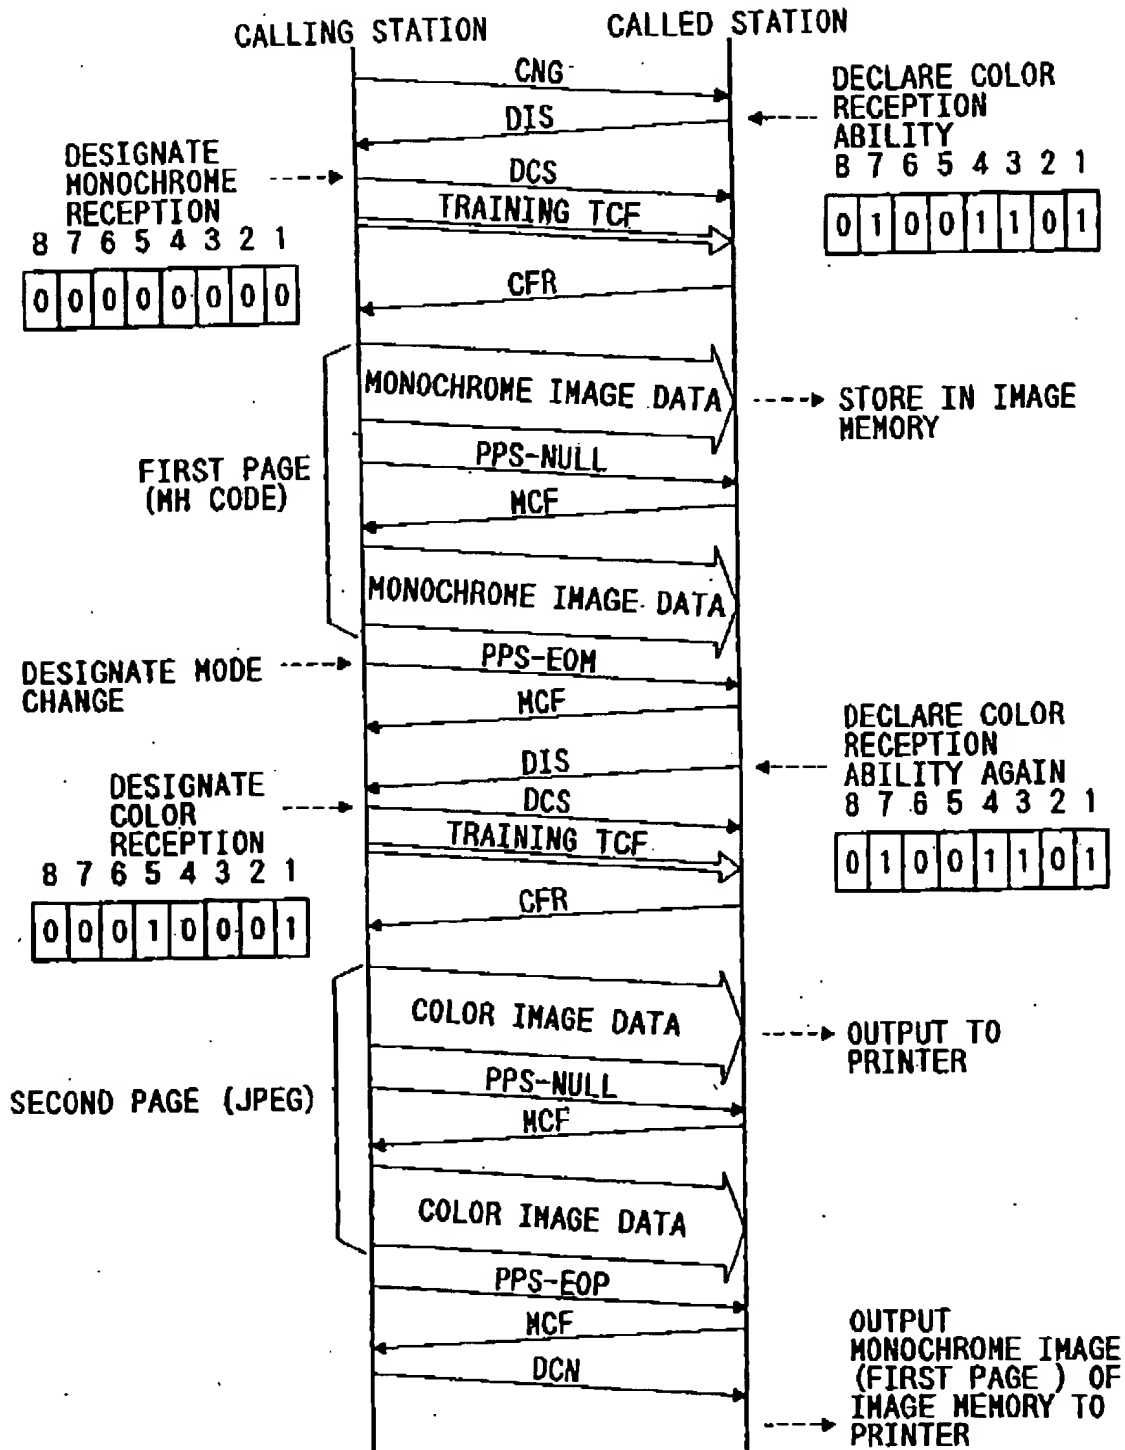 CALLING STATION
CALLED STATION
CNG
DECLARE COLOR
RECEPTION
ABILITY
8 7 6 5 4 3 2 1
0 1 0 0 1 1 0 1
DIS
DESIGNATE
MONOCHROME
RECEPTION
8 7 6 5 4 3 2 1
0 0 0 0 0 0 0 0
DCS
TRAINING TCF
CFR
MONOCHROME IMAGE DATA
STORE IN IMAGE
MEMORY
FIRST PAGE
(MH CODE)
PPS-NULL
MCF
MONOCHROME IMAGE DATA
DESIGNATE MODE
CHANGE
PPS-EOM
MCF
DECLARE COLOR
RECEPTION
ABILITY AGAIN
8 7 6 5 4 3 2 1
0 1 0 0 1 1 0 1
DIS
DESIGNATE
COLOR
RECEPTION
8 7 6 5 4 3 2 1
0 0 0 1 0 0 0 1
DCS
TRAINING TCF
CFR
COLOR IMAGE DATA
OUTPUT TO
PRINTER
SECOND PAGE (JPEG)
PPS-NULL
MCF
COLOR IMAGE DATA
PPS-EOP
MCF
DCN
OUTPUT
MONOCHROME IMAGE
(FIRST PAGE ) OF
IMAGE MEMORY TO
PRINTER